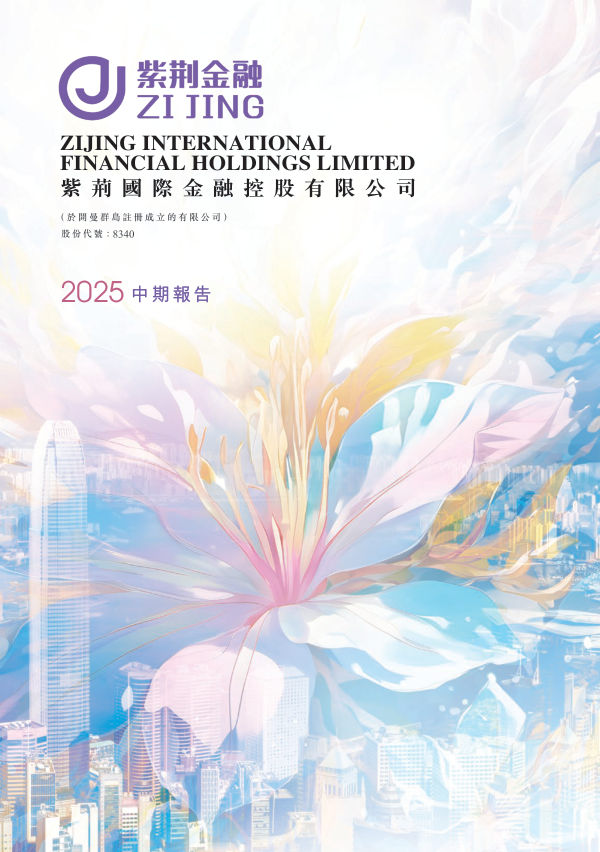 紫荆金融
ZI JING
ZIJING INTERNATIONAL
FINANCIAL HOLDINGS LIMITED
紫荊國際金融控股有限公司
(於開曼群島註冊成立的有限公司)
股份代號：8340
2025 中期報告